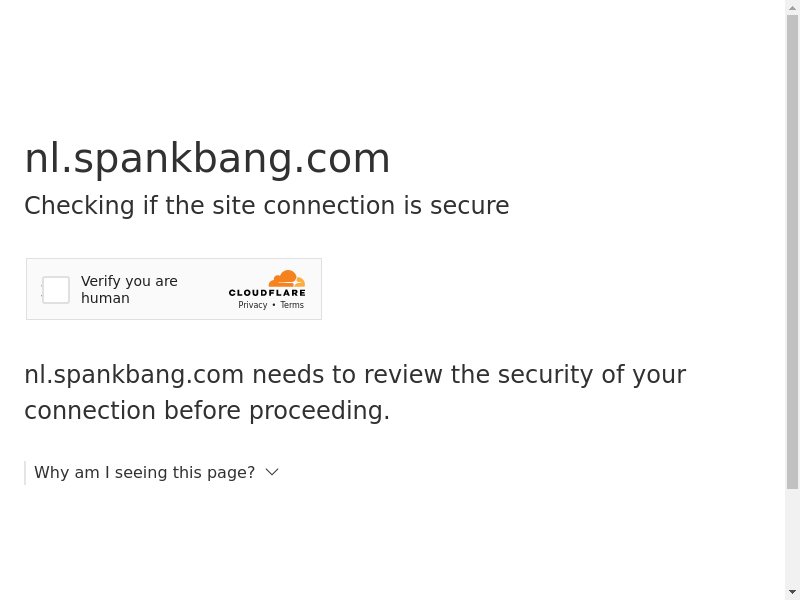 nl.spankbang.com
Checking if the site connection is secure
Verify you are
human
CLOUDFLARE
Privacy • Terms
nl.spankbang.com needs to review the security of your
connection before proceeding.
Why am I seeing this page?